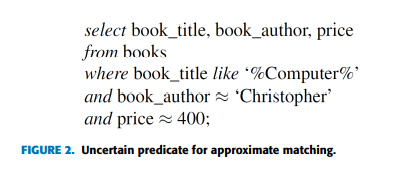 select book_title, book_author, price
from books
where book_title like ‘%Computer%’
and book_author ≈ ‘Christopher’
and price ≈ 400;
FIGURE 2. Uncertain predicate for approximate matching.